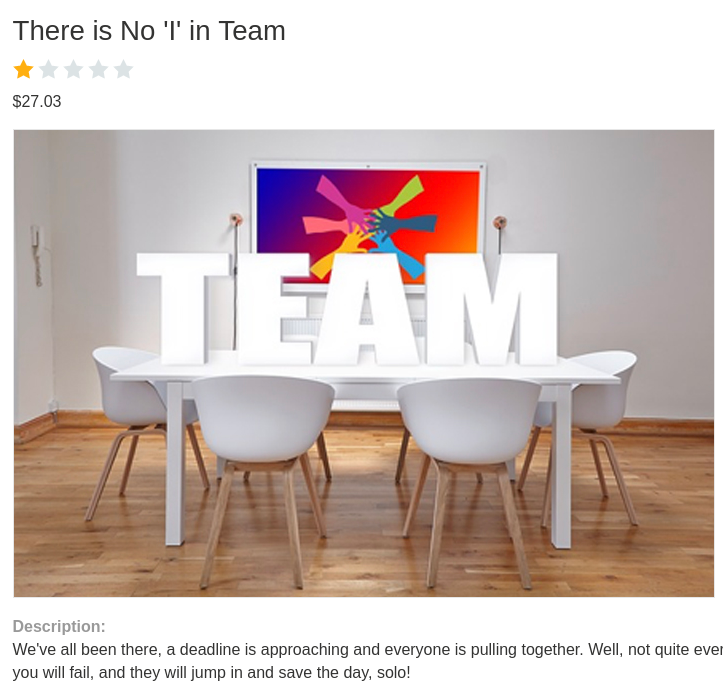 There is No 'I' in Team
$27.03
TEAM
Description:
We've all been there, a deadline is approaching and everyone is pulling together. Well, not quite
you will fail, and they will jump in and save the day, solo!